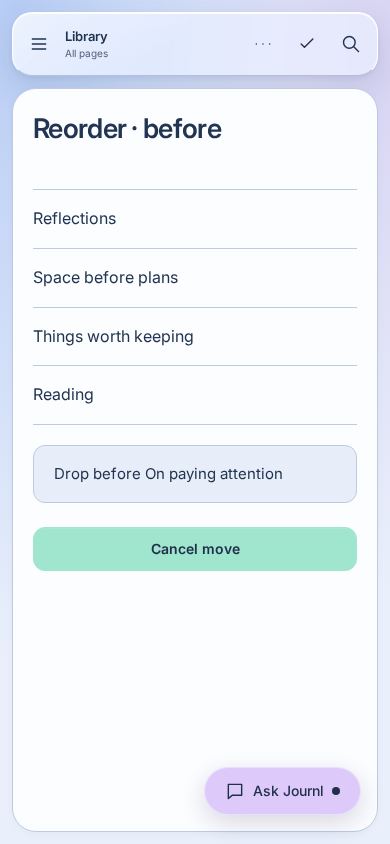 Library
All pages
Reorder · before
Reflections
Space before plans
Things worth keeping
Reading
Drop before On paying attention
Cancel move
Ask Journl